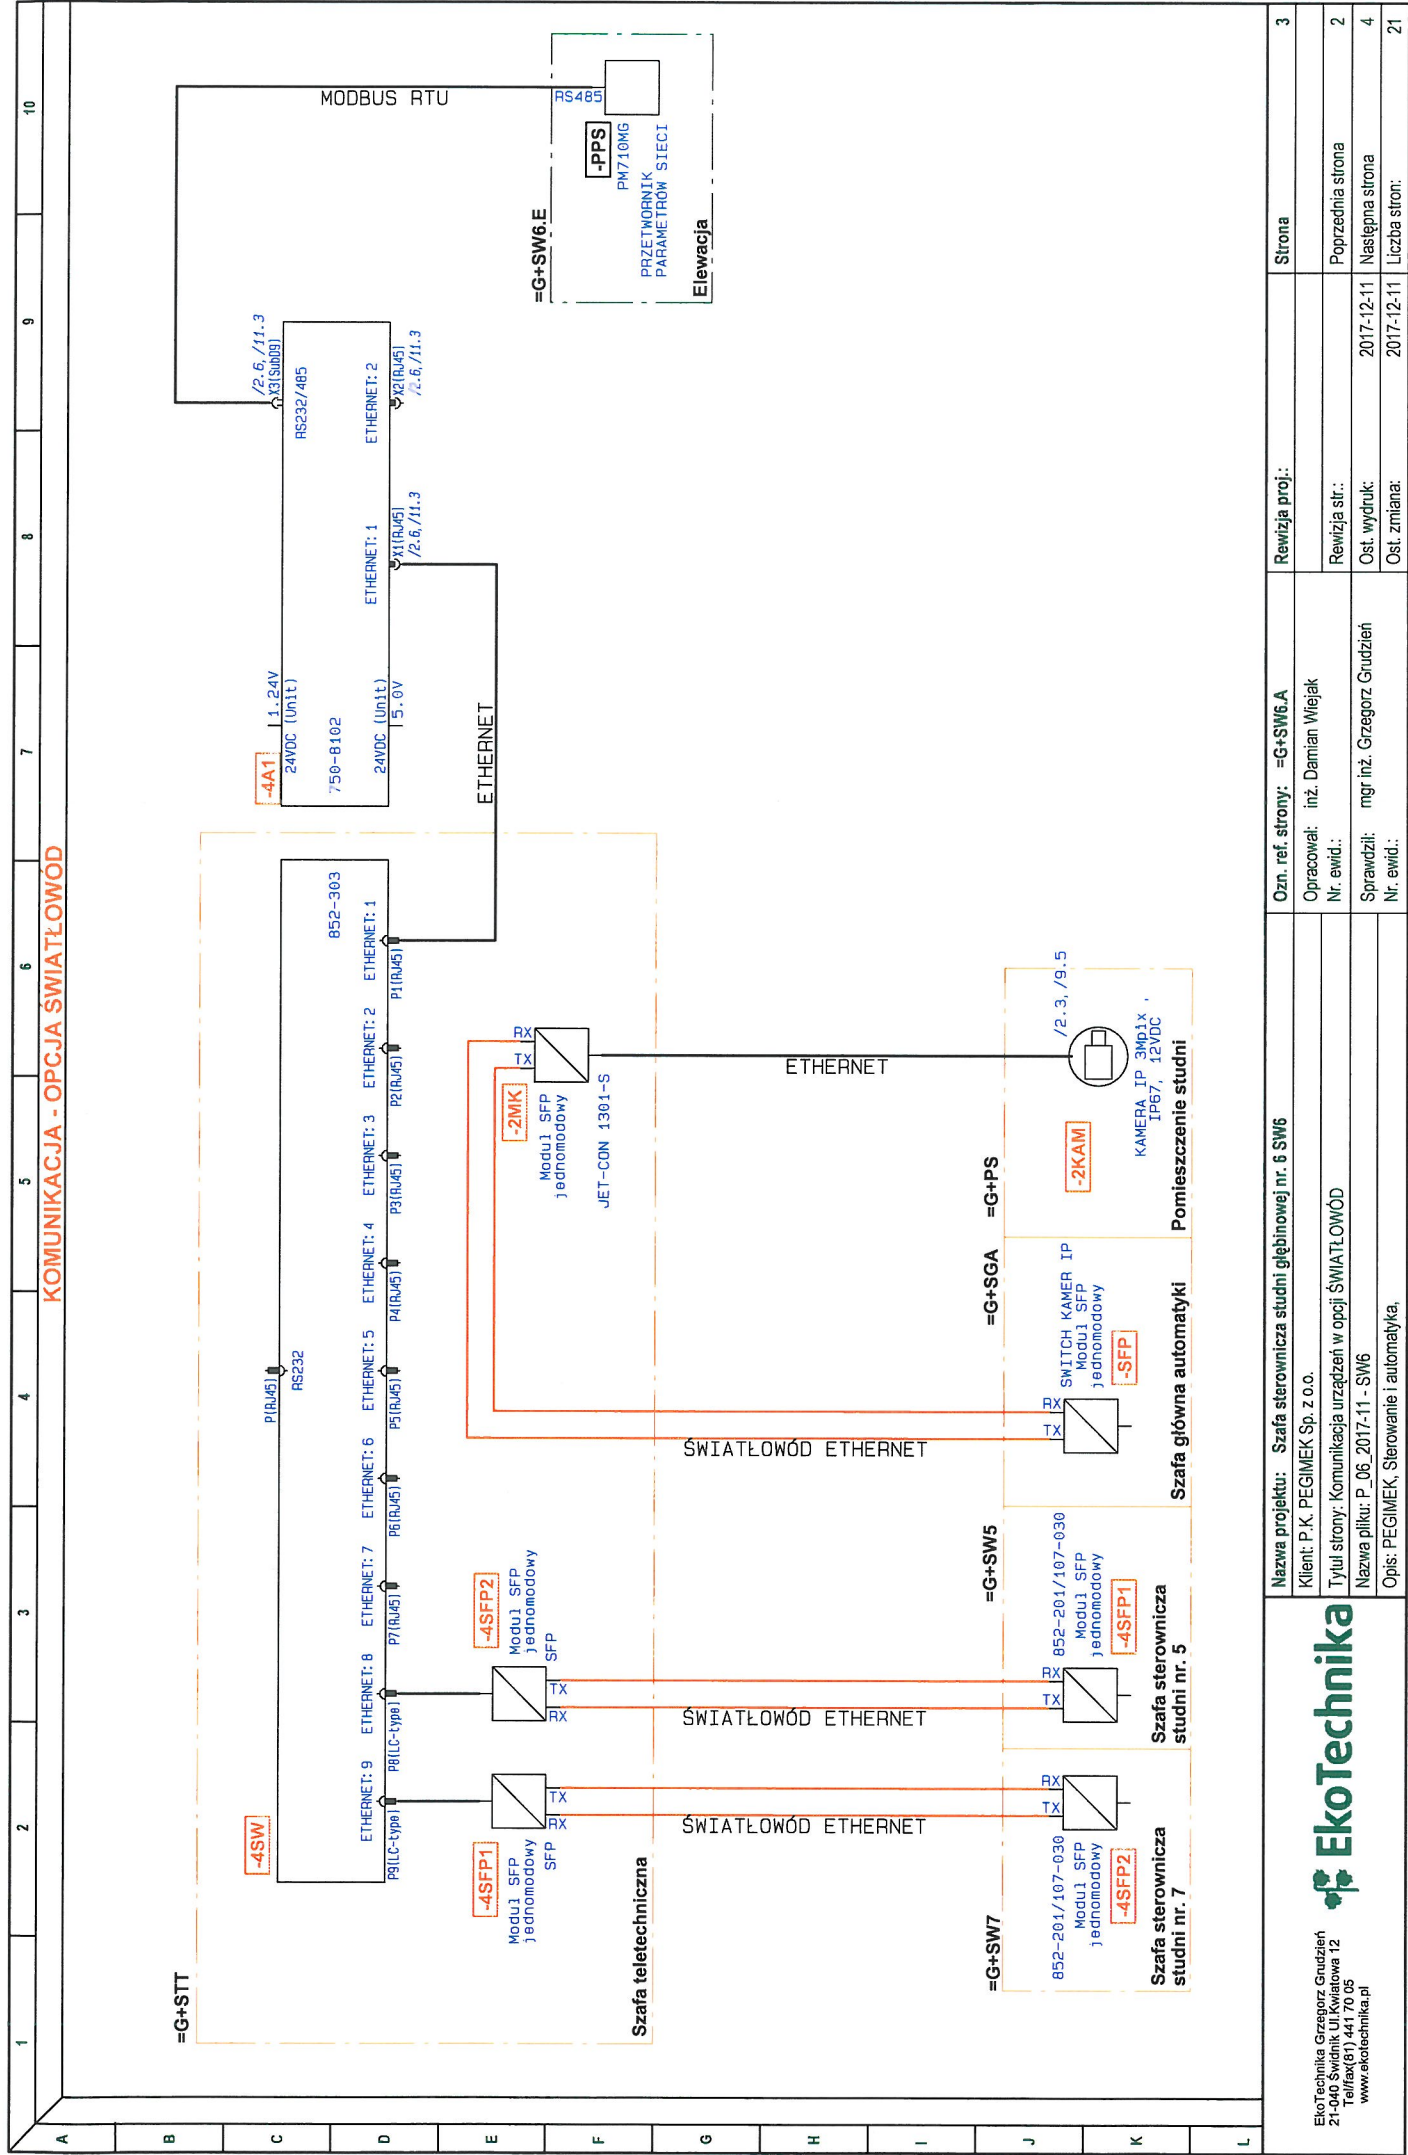 1 2 3 4 5 6 7 8 9 10
A
B
C
D
E
F
G
H
I
J
K
L
KOMUNIKACJA - OPCJA ŚWIATŁOWÓD
=G+STT
-4SW
P(RJ45)
RS232
852-303
ETHERNET: 9
ETHERNET: 8
ETHERNET: 7
ETHERNET: 6
ETHERNET: 5
ETHERNET: 4
ETHERNET: 3
ETHERNET: 2
ETHERNET: 1
P9(LC-type)
P8(LC-type)
P7(RJ45)
P6(RJ45)
P5(RJ45)
P4(RJ45)
P3(RJ45)
P2(RJ45)
P1(RJ45)
-4SFP1
Moduł SFP
jednomodowy
SFP
RX
TX
-4SFP2
Moduł SFP
jednomodowy
SFP
RX
TX
-2MK
Moduł SFP
jednomodowy
TX
RX
JET-CON 1301-S
Szafa teletechniczna
-4A1
1.24V
24VDC (Unit)
750-8102
24VDC (Unit)
5.0V
ETHERNET: 1
X1(RJ45)
/2.6,/11.3
/2.6,/11.3
X3(SubD9)
RS232/485
ETHERNET: 2
X2(RJ45)
/2.6,/11.3
ETHERNET
MODBUS RTU
=G+SW6.E
RS485
-PPS
PM710MG
PRZETWORNIK
PARAMETRÓW SIECI
Elewacja
ŚWIATŁOWÓD ETHERNET
ŚWIATŁOWÓD ETHERNET
ŚWIATŁOWÓD ETHERNET
ETHERNET
=G+SW7
852-201/107-030
Moduł SFP
jednomodowy
-4SFP2
TX
RX
Szafa sterownicza
studni nr. 7
=G+SW5
852-201/107-030
Moduł SFP
jednomodowy
-4SFP1
TX
RX
Szafa sterownicza
studni nr. 5
=G+SGA
TX
RX
SWITCH KAMER IP
Moduł SFP
jednomodowy
-SFP
Szafa główna automatyki
=G+PS
-2KAM
/2.3,/9.5
KAMERA IP 3Mpix ,
IP67, 12VDC
Pomieszczenie studni
EkoTechnika Grzegorz Grudzień
21-040 Świdnik Ul.Kwiatowa 12
Tel/fax(81) 441 70 05
www.ekotechnika.pl
EkoTechnika
Nazwa projektu: Szafa sterownicza studni głębinowej nr. 6 SW6
Klient: P.K. PEGIMEK Sp. z o.o.
Tytuł strony: Komunikacja urządzeń w opcji ŚWIATŁOWÓD
Nazwa pliku: P_06_2017-11 - SW6
Opis: PEGIMEK, Sterowanie i automatyka,
Ozn. ref. strony: =G+SW6.A
Opracował: inż. Damian Wiejak
Nr. ewid.:
Sprawdził: mgr inż. Grzegorz Grudzień
Nr. ewid.:
Rewizja proj.:
Rewizja str.:
Ost. wydruk: 2017-12-11
Ost. zmiana: 2017-12-11
Strona 3
Poprzednia strona 2
Następna strona 4
Liczba stron: 21